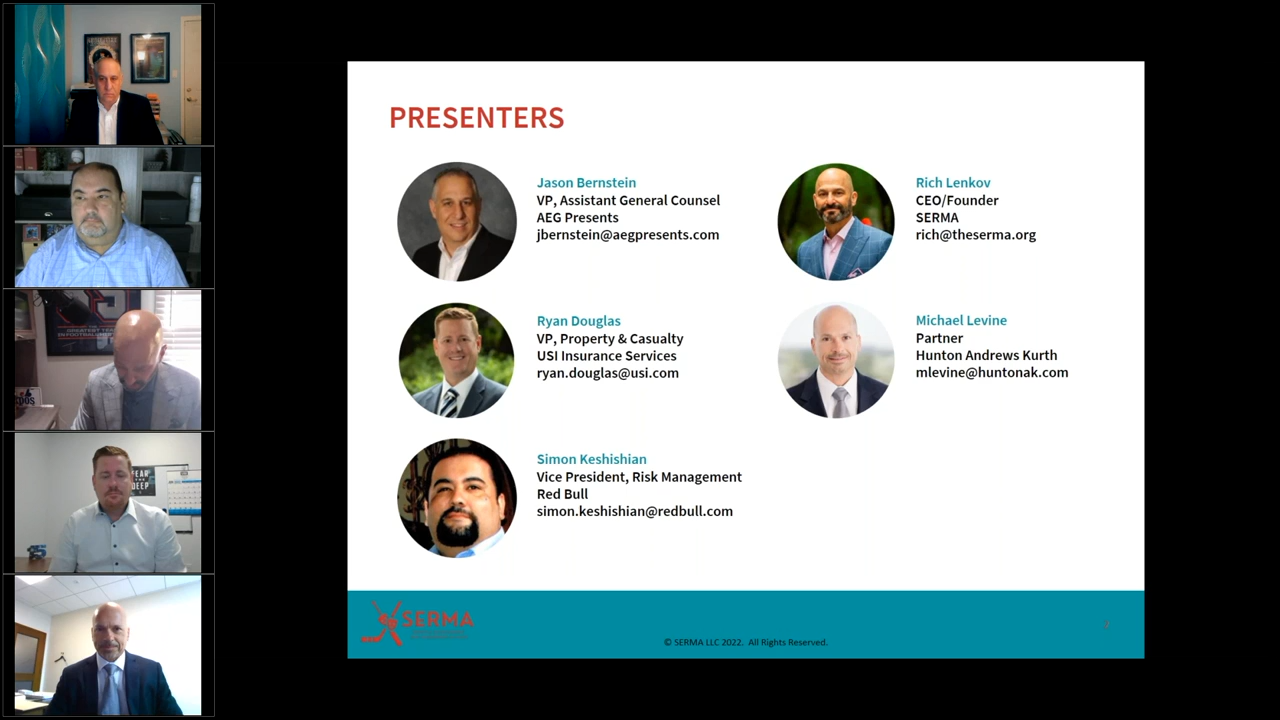 PRESENTERS
Jason Bernstein
VP, Assistant General Counsel
AEG Presents
jbernstein@aegpresents.com
Rich Lenkov
CEO/Founder
SERMA
rich@theserma.org
Ryan Douglas
VP, Property & Casualty
USI Insurance Services
ryan.douglas@usi.com
Michael Levine
Partner
Hunton Andrews Kurth
mlevine@huntonak.com
Simon Keshishian
Vice President, Risk Management
Red Bull
simon.keshishian@redbull.com
SERMA
© SERMA LLC 2022. All Rights Reserved.